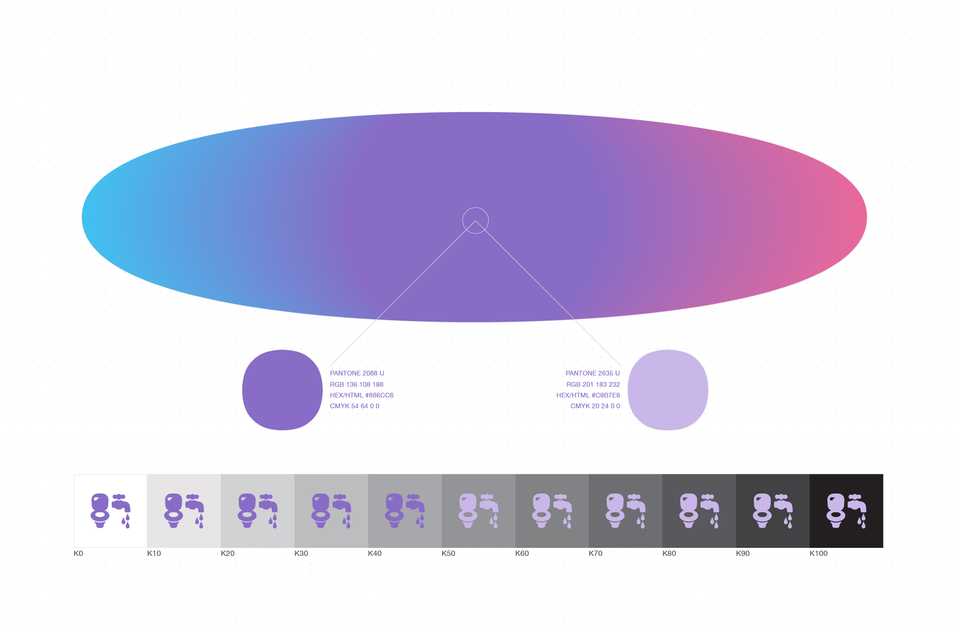 PANTONE 2088 U
RGB 136 108 198
HEX/HTML #886CC6
CMYK 54 64 0 0
PANTONE 2635 U
RGB 201 183 232
HEX/HTML #C9B7E8
CMYK 20 24 0 0
K0
K10
K20
K30
K40
K50
K60
K70
K80
K90
K100